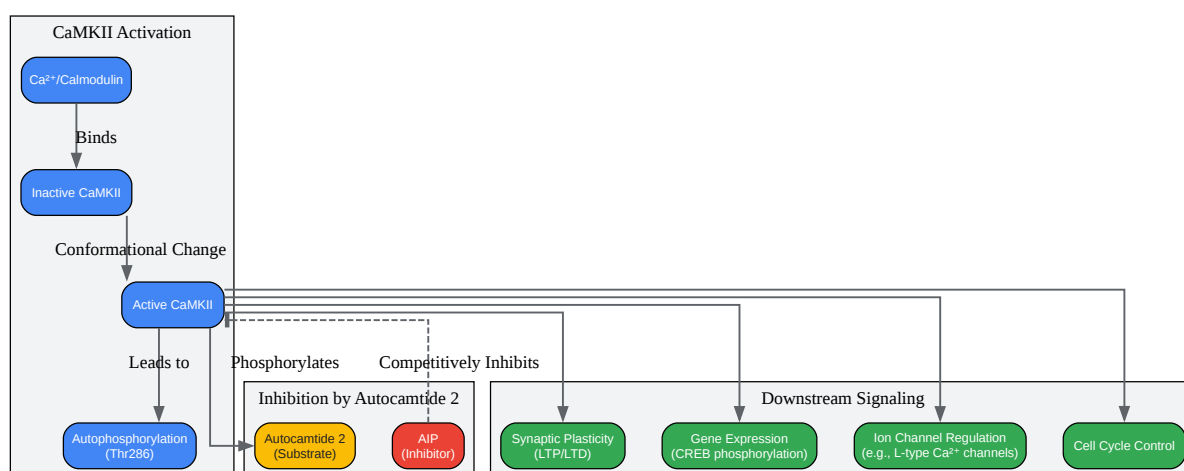 CaMKII Activation
Ca²⁺/Calmodulin
Binds
Inactive CaMKII
Conformational Change
Active CaMKII
Leads to
Phosphorylates
Competitively Inhibits
Inhibition by Autocamtide 2
Downstream Signaling
Autophosphorylation
(Thr286)
Autocamtide 2
(Substrate)
AIP
(Inhibitor)
Synaptic Plasticity
(LTP/LTD)
Gene Expression
(CREB phosphorylation)
Ion Channel Regulation
(e.g., L-type Ca²⁺ channels)
Cell Cycle Control